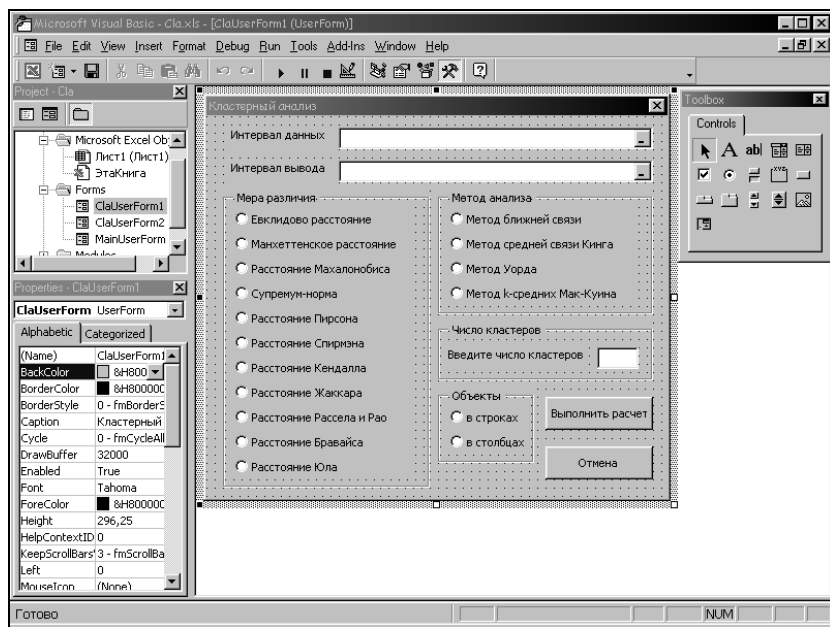 Microsoft Visual Basic - Cla.xls - [ClaUserForm1 (UserForm)]
File Edit View Insert Format Debug Run Tools Add-Ins Window Help
Project - Cla
Microsoft Excel Ob:
Лист1 (Лист1)
ЭтаКнига
Forms
ClaUserForm1
ClaUserForm2
MainUserForm
Modules
Properties - ClaUserForm1
ClaUserForm UserForm
Alphabetic Categorized
(Name) ClaUserForm1
BackColor &H800
BorderColor &H80000C
BorderStyle 0 - fmBorderS
Caption Кластерный
Cycle 0 - fmCycleAll
DrawBuffer 32000
Enabled True
Font Tahoma
ForeColor &H80000C
Height 296,25
HelpContextID 0
KeepScrollBars' 3 - fmScrollBa
Left 0
MouseIcon (None)
Кластерный анализ
Интервал данных
Интервал вывода
Мера различия
Евклидово расстояние
Манхеттенское расстояние
Расстояние Махалонобиса
Супремум-норма
Расстояние Пирсона
Расстояние Спирмэна
Расстояние Кендалла
Расстояние Жаккара
Расстояние Рассела и Рао
Расстояние Бравайса
Расстояние Юла
Метод анализа
Метод ближней связи
Метод средней связи Кинга
Метод Уорда
Метод k-средних Мак-Куина
Число кластеров
Введите число кластеров
Объекты
в строках
в столбцах
Выполнить расчет
Отмена
Toolbox
Controls
A ab|
Готово
NUM